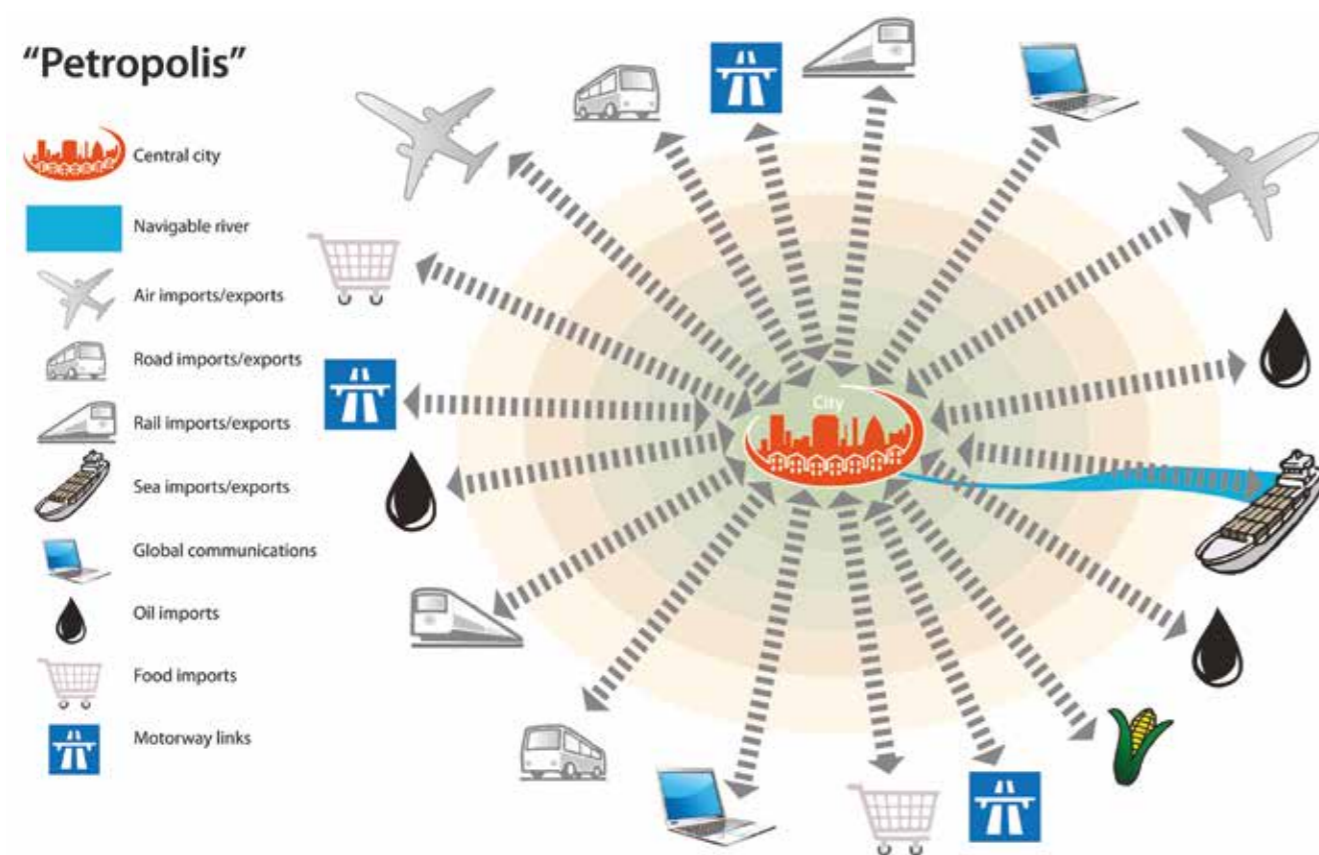 "Petropolis"
Central city
Navigable river
Air imports/exports
Road imports/exports
Rail imports/exports
Sea imports/exports
Global communications
Oil imports
Food imports
Motorway links
City